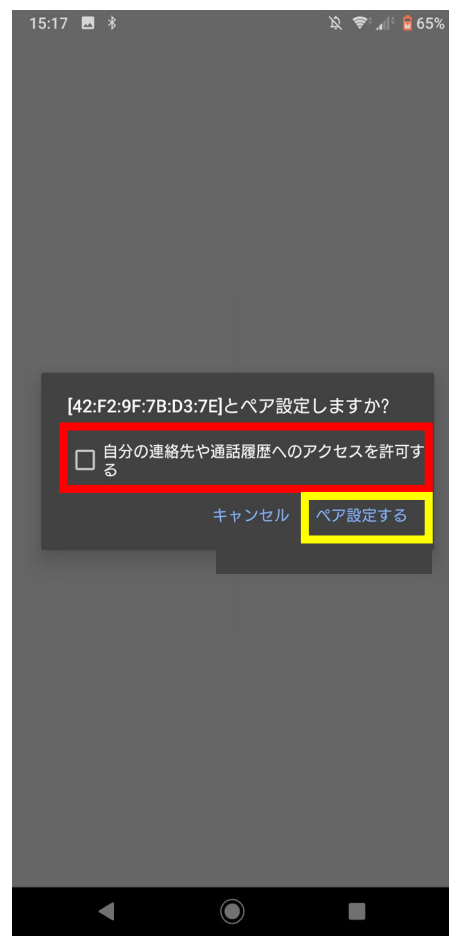 15:17 65%
[42:F2:9F:7B:D3:7E]とペア設定しますか?
自分の連絡先や通話履歴へのアクセスを許可す
る
キャンセル ペア設定する